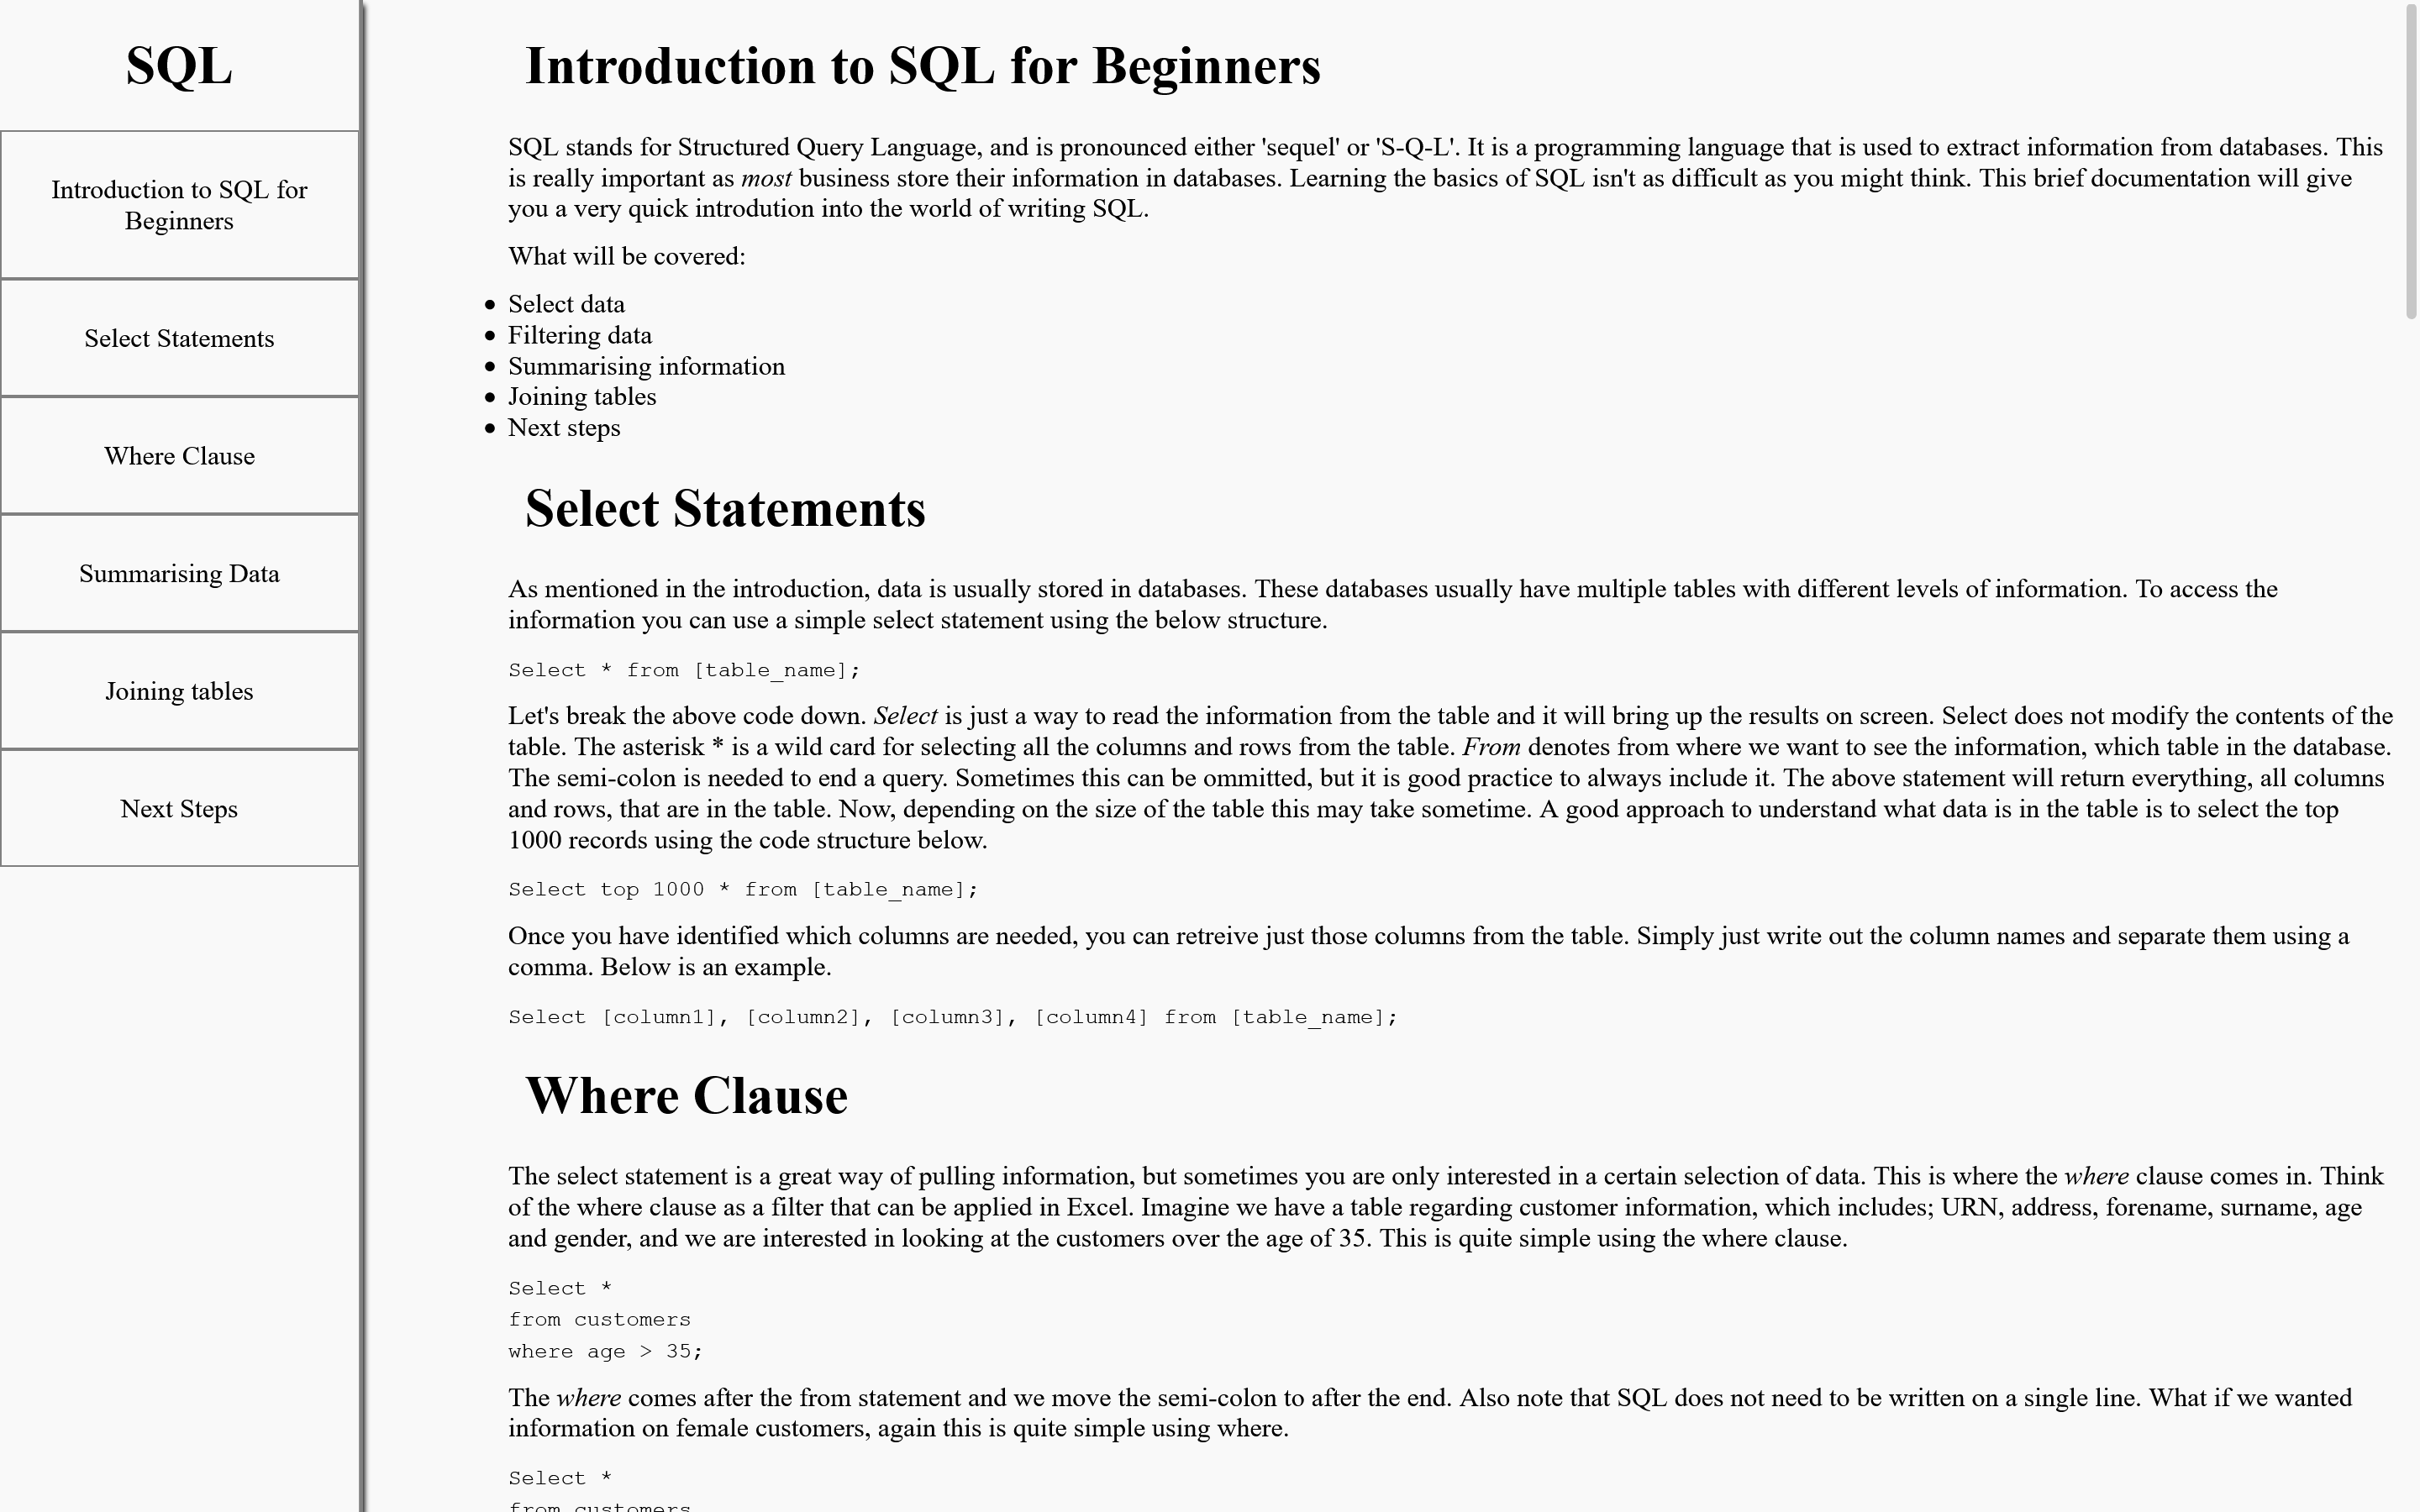 SQL
Introduction to SQL for
Beginners
Select Statements
Where Clause
Summarising Data
Joining tables
Next Steps
Introduction to SQL for Beginners
SQL stands for Structured Query Language, and is pronounced either 'sequel' or 'S-Q-L'. It is a programming language that is used to extract information from databases. This
is really important as most business store their information in databases. Learning the basics of SQL isn't as difficult as you might think. This brief documentation will give
you a very quick introdution into the world of writing SQL.
What will be covered:
Select data
Filtering data
Summarising information
Joining tables
Next steps
Select Statements
As mentioned in the introduction, data is usually stored in databases. These databases usually have multiple tables with different levels of information. To access the
information you can use a simple select statement using the below structure.
Select * from [table_name];
Let's break the above code down. Select is just a way to read the information from the table and it will bring up the results on screen. Select does not modify the contents of the
table. The asterisk * is a wild card for selecting all the columns and rows from the table. From denotes from where we want to see the information, which table in the database.
The semi-colon is needed to end a query. Sometimes this can be ommitted, but it is good practice to always include it. The above statement will return everything, all columns
and rows, that are in the table. Now, depending on the size of the table this may take sometime. A good approach to understand what data is in the table is to select the top
1000 records using the code structure below.
Select top 1000 * from [table_name];
Once you have identified which columns are needed, you can retreive just those columns from the table. Simply just write out the column names and separate them using a
comma. Below is an example.
Select [column1], [column2], [column3], [column4] from [table_name];
Where Clause
The select statement is a great way of pulling information, but sometimes you are only interested in a certain selection of data. This is where the where clause comes in. Think
of the where clause as a filter that can be applied in Excel. Imagine we have a table regarding customer information, which includes; URN, address, forename, surname, age
and gender, and we are interested in looking at the customers over the age of 35. This is quite simple using the where clause.
Select *
from customers
where age > 35;
The where comes after the from statement and we move the semi-colon to after the end. Also note that SQL does not need to be written on a single line. What if we wanted
information on female customers, again this is quite simple using where.
Select *
from customers